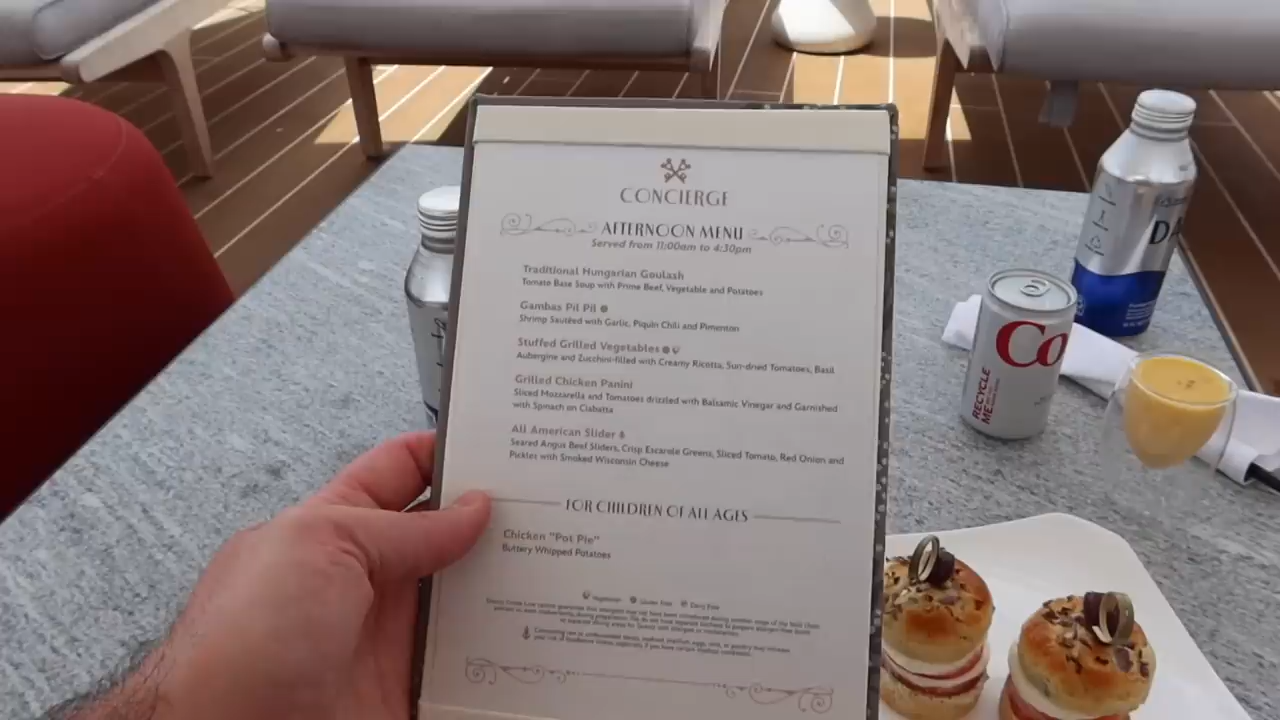 CONCIERGE
AFTERNOON MENU
Served from 11:00am to 4:30pm
Traditional Hungarian Goulash
Tomato Base Soup with Prime Beef, Vegetable and Potatoes
Gambas Pil Pil
Shrimp Sautéed with Garlic, Piquin Chili and Pimenton
Stuffed Grilled Vegetables
Aubergine and Zucchini-filled with Creamy Ricotta, Sun-dried Tomatoes, Basil
Grilled Chicken Panini
Sliced Mozzarella and Tomatoes drizzled with Balsamic Vinegar and Garnished
with Spinach on Ciabatta
All American Slider
Seared Angus Beef Sliders, Crisp Escarole Greens, Sliced Tomato, Red Onion and
Pickles with Smoked Wisconsin Cheese
FOR CHILDREN OF ALL AGES
Chicken "Pot Pie"
Buttery Whipped Potatoes
Vegetarian Gluten Free Dairy Free
Co
RECYCLE
ME
DA